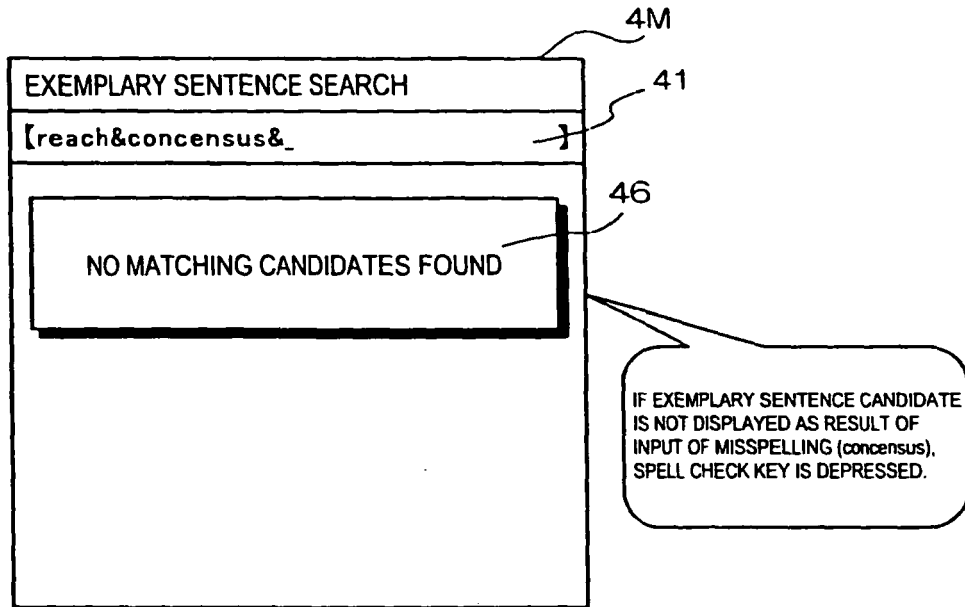 4M
EXEMPLARY SENTENCE SEARCH
41
【reach&concensus&_ 】
46
NO MATCHING CANDIDATES FOUND
IF EXEMPLARY SENTENCE CANDIDATE
IS NOT DISPLAYED AS RESULT OF
INPUT OF MISSPELLING (concensus),
SPELL CHECK KEY IS DEPRESSED.